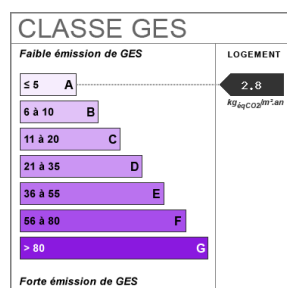 CLASSE GES
Faible émission de GES
LOGEMENT
≤ 5 A
2.8
kgéqCO2/m².an
6 à 10 B
11 à 20 C
21 à 35 D
36 à 55 E
56 à 80 F
> 80 G
Forte émission de GES